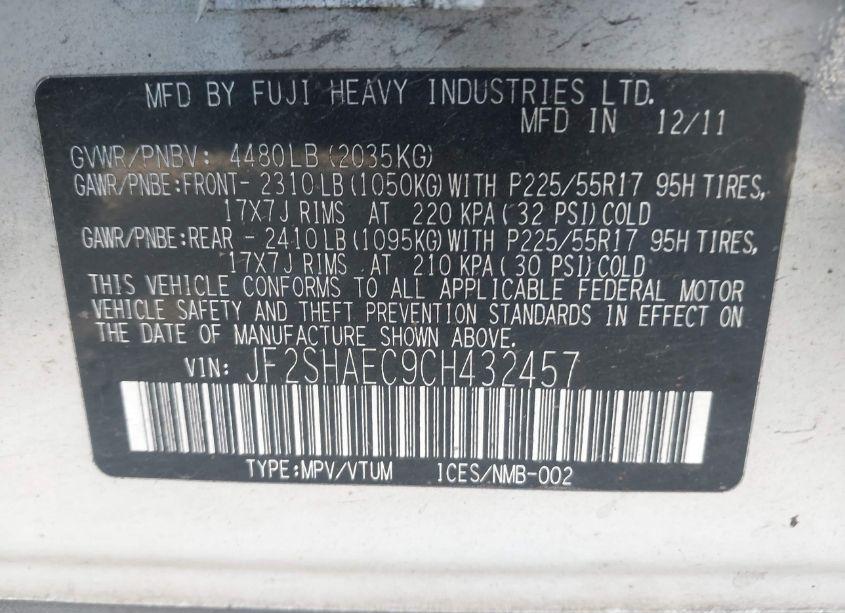 MFD BY FUJI HEAVY INDUSTRIES LTD.
MFD IN 12/11
GVWR/PNBV: 4480LB(2035KG)
GAWR/PNBE:FRONT- 2310LB(1050KG)WITH P225/55R17 95H TIRES,
17X7J RIMS AT 220 KPA(32 PSI)COLD
GAWR/PNBE:REAR - 2410LB(1095KG)WITH P225/55R17 95H TIRES,
17X7J RIMS AT 210 KPA(30 PSI)COLD
THIS VEHICLE CONFORMS TO ALL APPLICABLE FEDERAL MOTOR
VEHICLE SAFETY AND THEFT PREVENTION STANDARDS IN EFFECT ON
THE DATE OF MANUFACTURE SHOWN ABOVE.
VIN: JF2SHAEC9CH432457
TYPE:MPV/VTUM ICES/NMB-002